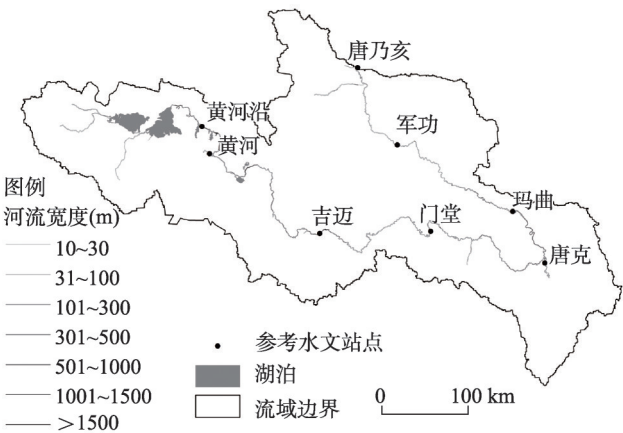 唐乃亥
黄河沿
军功
黄河
玛曲
吉迈
门堂
唐克
图例
河流宽度(m)
10~30
31~100
101~300
301~500
501~1000
1001~1500
>1500
参考水文站点
湖泊
流域边界
0 100 km